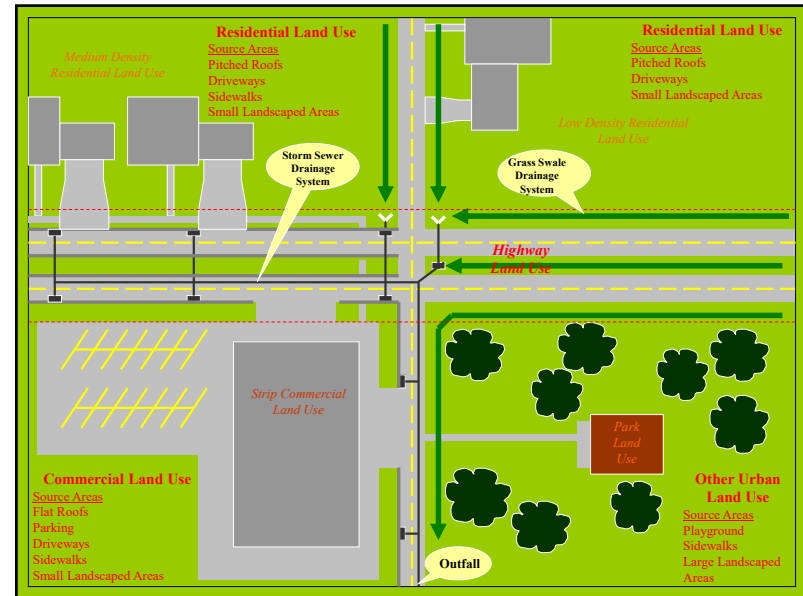 Residential Land Use
Source Areas
Pitched Roofs
Driveways
Sidewalks
Small Landscaped Areas
Medium Density
Residential Land Use
Residential Land Use
Source Areas
Pitched Roofs
Driveways
Small Landscaped Areas
Low Density Residential
Land Use
Storm Sewer
Drainage
System
Grass Swale
Drainage
System
Highway
Land Use
Strip Commercial
Land Use
Park
Land
Use
Commercial Land Use
Source Areas
Flat Roofs
Parking
Driveways
Sidewalks
Small Landscaped Areas
Other Urban
Land Use
Source Areas
Playground
Sidewalks
Large Landscaped
Areas
Outfall